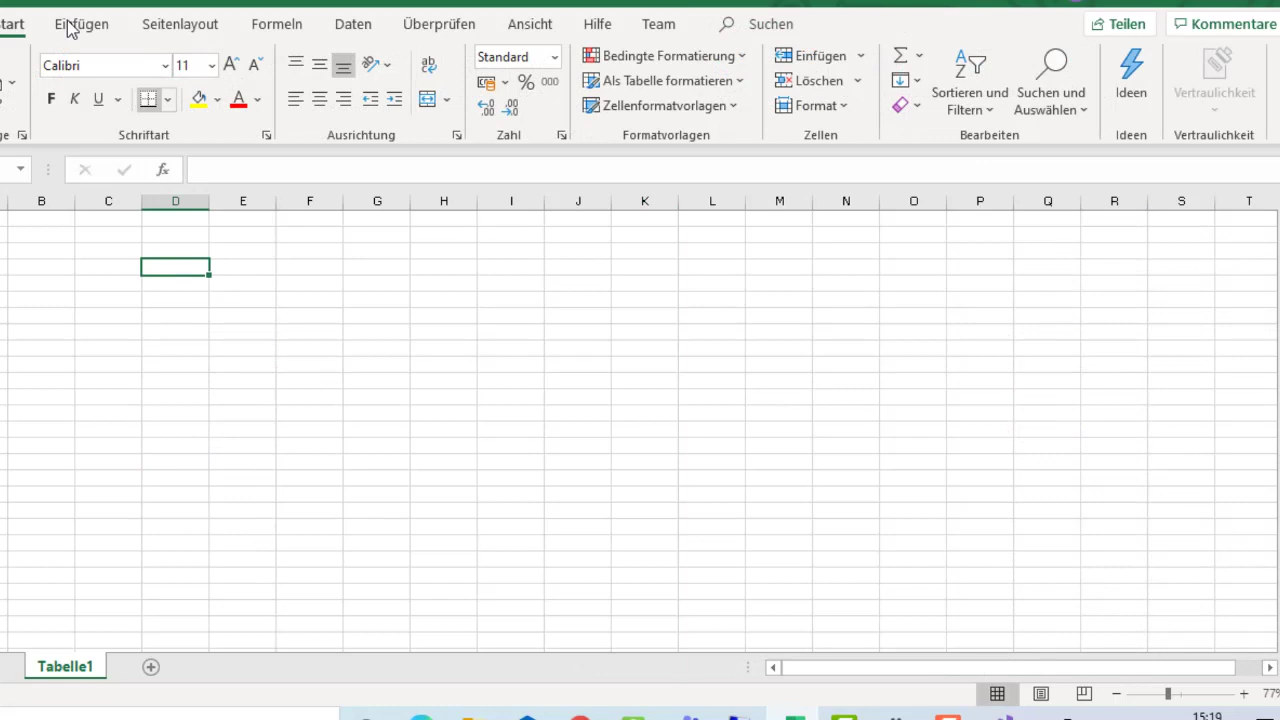 tart Einfügen Seitenlayout Formeln Daten Überprüfen Ansicht Hilfe Team Suchen Teilen Kommentare
Calibri 11 Standard Bedingte Formatierung Einfügen
Als Tabelle formatieren Löschen
F K U % 000 Zellenformatvorlagen Format
Sortieren und Filtern
Suchen und Auswählen
Ideen
Vertraulichkeit
ge Schriftart Ausrichtung Zahl Formatvorlagen Zellen Bearbeiten Ideen Vertraulichkeit
fx
B C D E F G H I J K L M N O P Q R S T
Tabelle1
77%
15:19